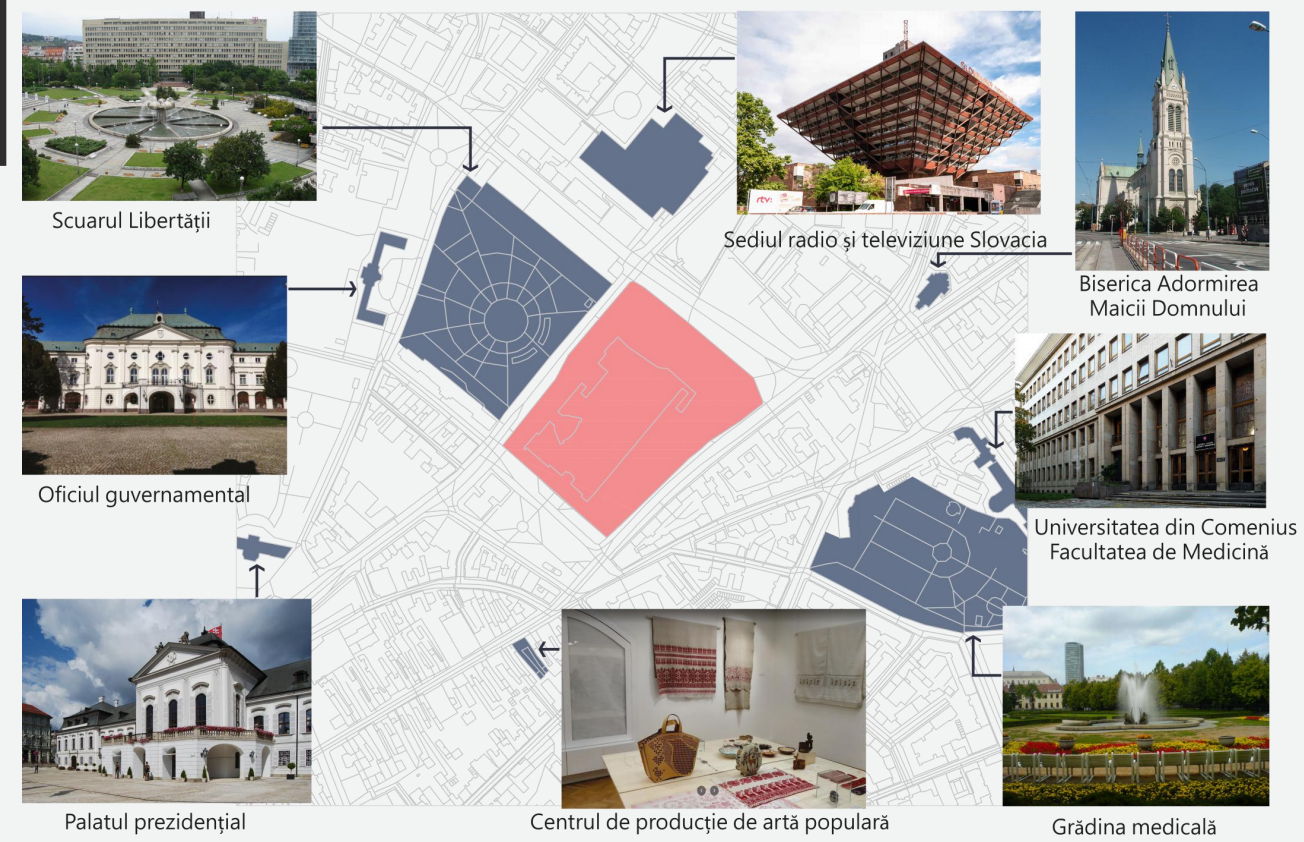 Scuarul Libertății
rtv:
Sediul radio și televiziune Slovacia
Biserica Adormirea
Maicii Domnului
Oficiul guvernamental
Universitatea din Comenius
Facultatea de Medicină
Palatul prezidențial
Centrul de producție de artă populară
Grădina medicală